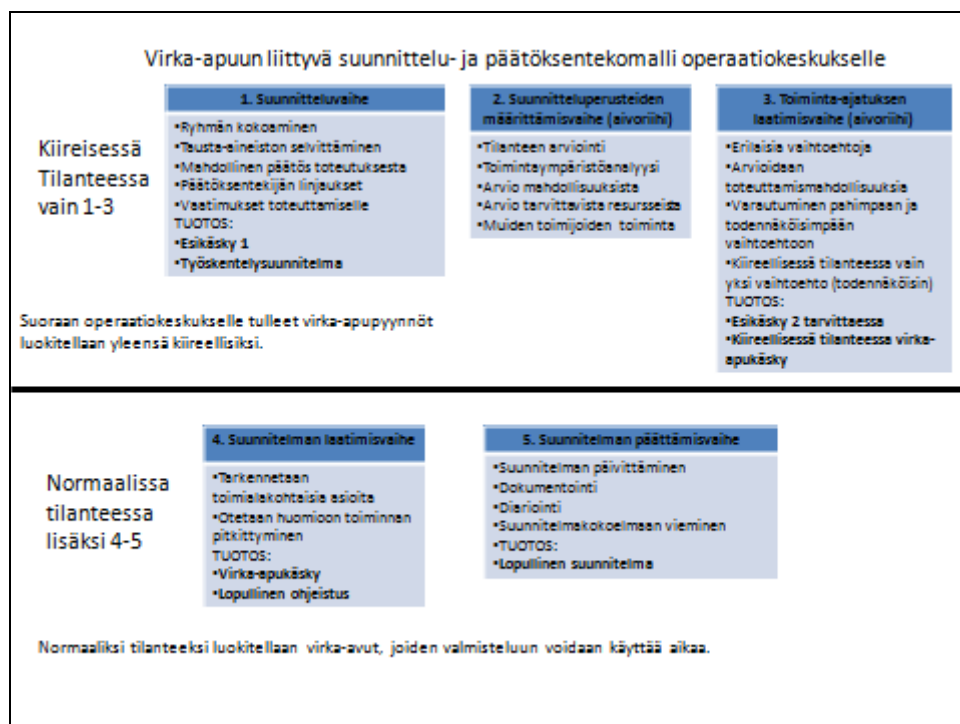 Virka-apuun liittyvä suunnittelu- ja päätöksentekomalli operaatiokeskukselle
Kiireisessä
Tilanteessa
vain 1-3
1. Suunnitteluvaihe
•Ryhmän kokoaminen
•Tausta-aineiston selvittäminen
•Mahdollinen päätös toteutuksesta
•Päätöksentekijän linjaukset
•Vaatimukset toteuttamiselle
TUOTOS:
•Esikäsky 1
•Työskentelysuunnitelma
2. Suunnitteluperusteiden
määrittämisvaihe (aivoriihi)
•Tilanteen arviointi
•Toimintaympäristöanalyysi
•Arvio mahdollisuuksista
•Arvio tarvittavista resursseista
•Muiden toimijoiden toiminta
3. Toiminta-ajatuksen
laatimisvaihe (aivoriihi)
•Erilaisia vaihtoehtoja
•Arvioidaan
toteuttamismahdollisuuksia
•Varautuminen pahimpaan ja
todennäköisimpään
vaihtoehtoon
•Kiireellisessä tilanteessa vain
yksi vaihtoehto (todennäköisin)
TUOTOS:
•Esikäsky 2 tarvittaessa
•Kiireellisessä tilanteessa virka-
apukäsky
Suoraan operaatiokeskukselle tulleet virka-apupyynnöt
luokitellaan yleensä kiireellisiksi.
Normaalissa
tilanteessa
lisäksi 4-5
4. Suunnitelman laatimisvaihe
•Tarkennetaan
toimialakohtaisia asioita
•Otetaan huomioon toiminnan
pitkittyminen
TUOTOS:
•Virka-apukäsky
•Lopullinen ohjeistus
5. Suunnitelman päättämisvaihe
•Suunnitelman päivittäminen
•Dokumentointi
•Diariointi
•Suunnitelmakokoelmaan vieminen
•TUOTOS:
•Lopullinen suunnitelma
Normaaliksi tilanteeksi luokitellaan virka-avut, joiden valmisteluun voidaan käyttää aikaa.